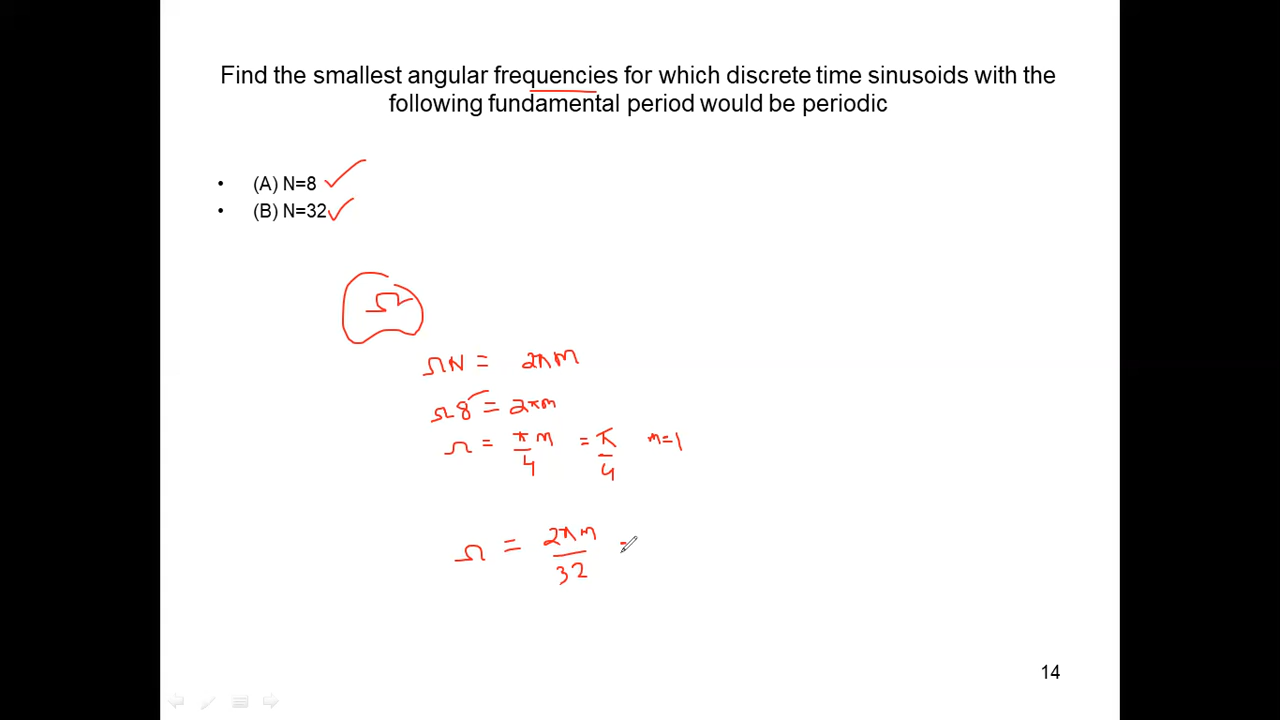 Find the smallest angular frequencies for which discrete time sinusoids with the
following fundamental period would be periodic
• (A) N=8 ✓
• (B) N=32 ✓
Ω
ΩN = 2πm
Ω8 = 2πm
Ω = π/4 m = π/4 m=1
Ω = 2πm/32 =
14